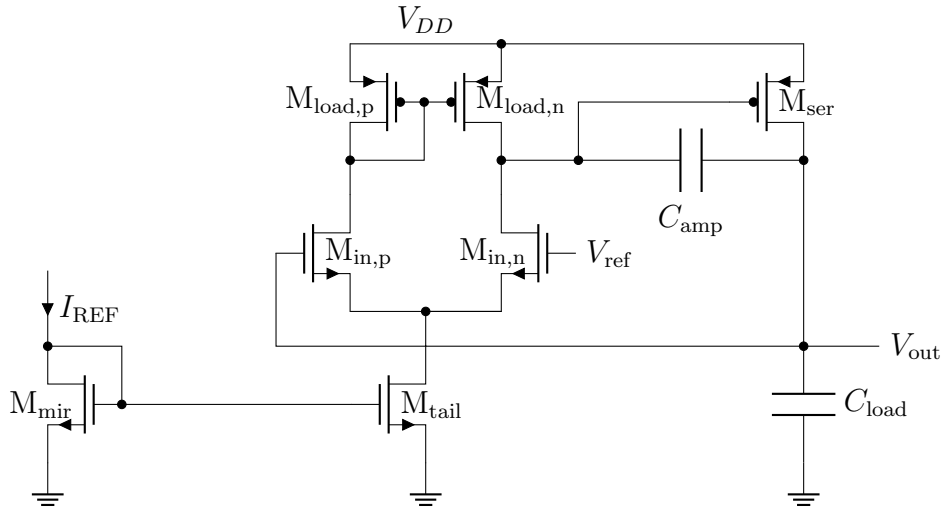 V_DD
M_load,p
M_load,n
M_ser
C_amp
M_in,p
M_in,n
V_ref
I_REF
V_out
M_mir
M_tail
C_load